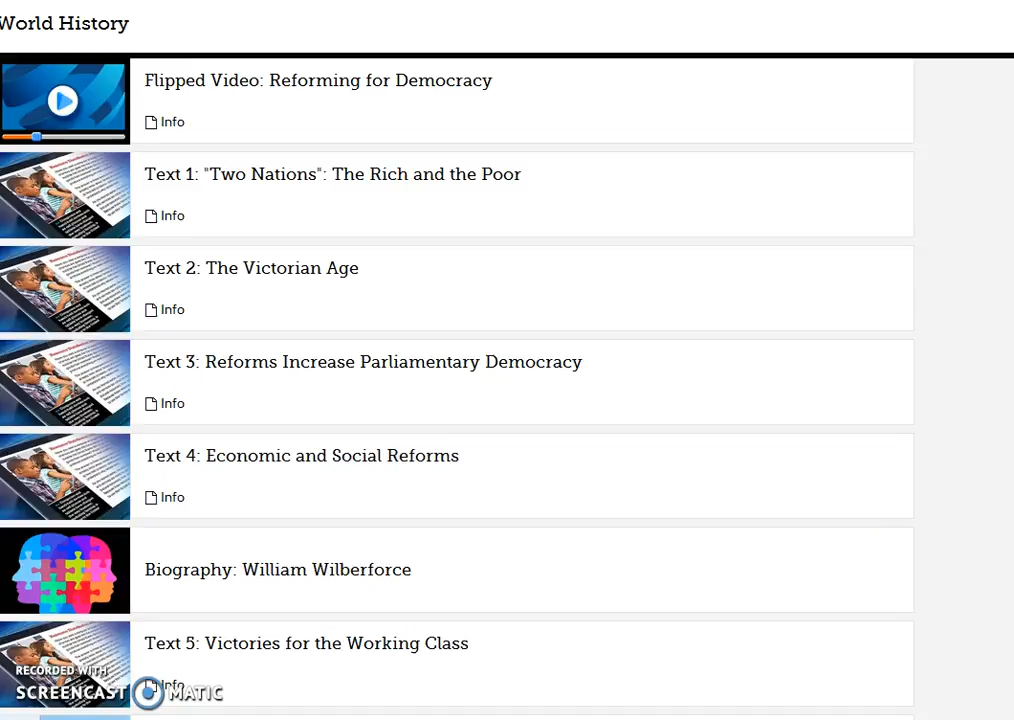 World History
Flipped Video: Reforming for Democracy
Info
Text 1: "Two Nations": The Rich and the Poor
Info
Text 2: The Victorian Age
Info
Text 3: Reforms Increase Parliamentary Democracy
Info
Text 4: Economic and Social Reforms
Info
Biography: William Wilberforce
Text 5: Victories for the Working Class
Info
RECORDED WITH
SCREENCAST MATIC